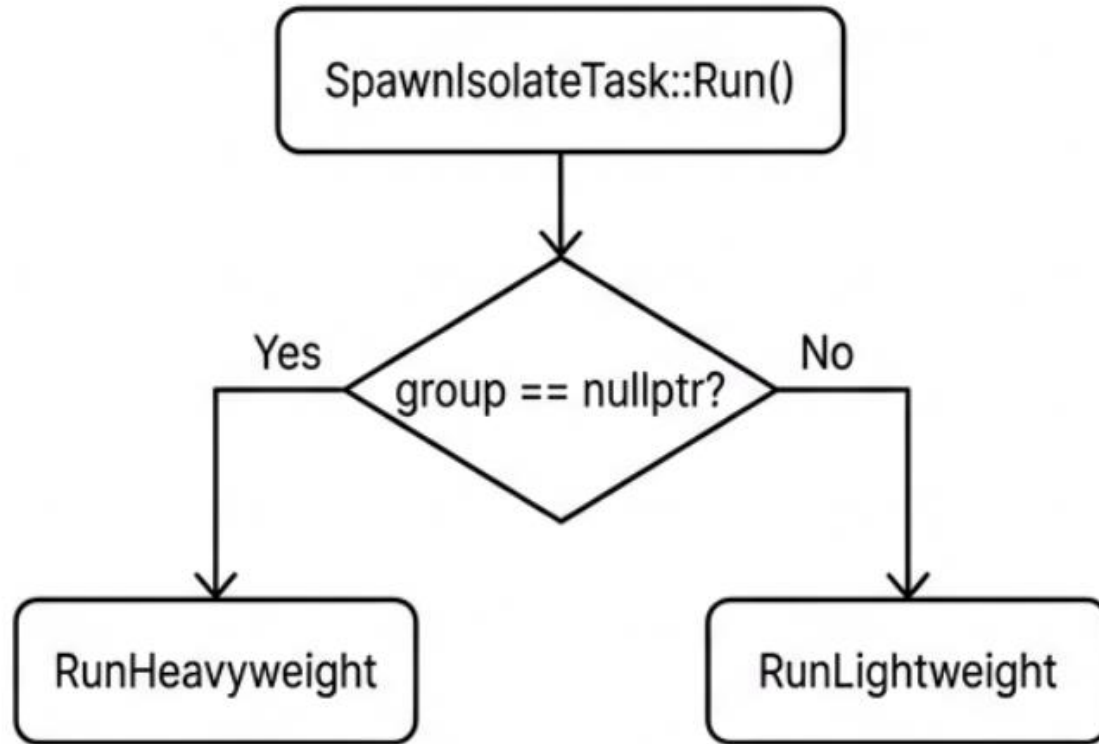 SpawnIsolateTask::Run()
Yes
No
group == nullptr?
RunHeavyweight
RunLightweight